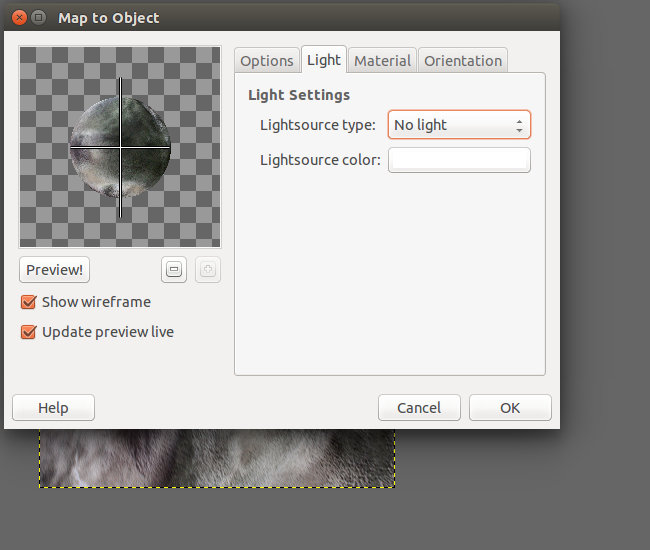 Map to Object
Options Light Material Orientation
Light Settings
Lightsource type: No light
Lightsource color:
Preview!
Show wireframe
Update preview live
Help Cancel OK